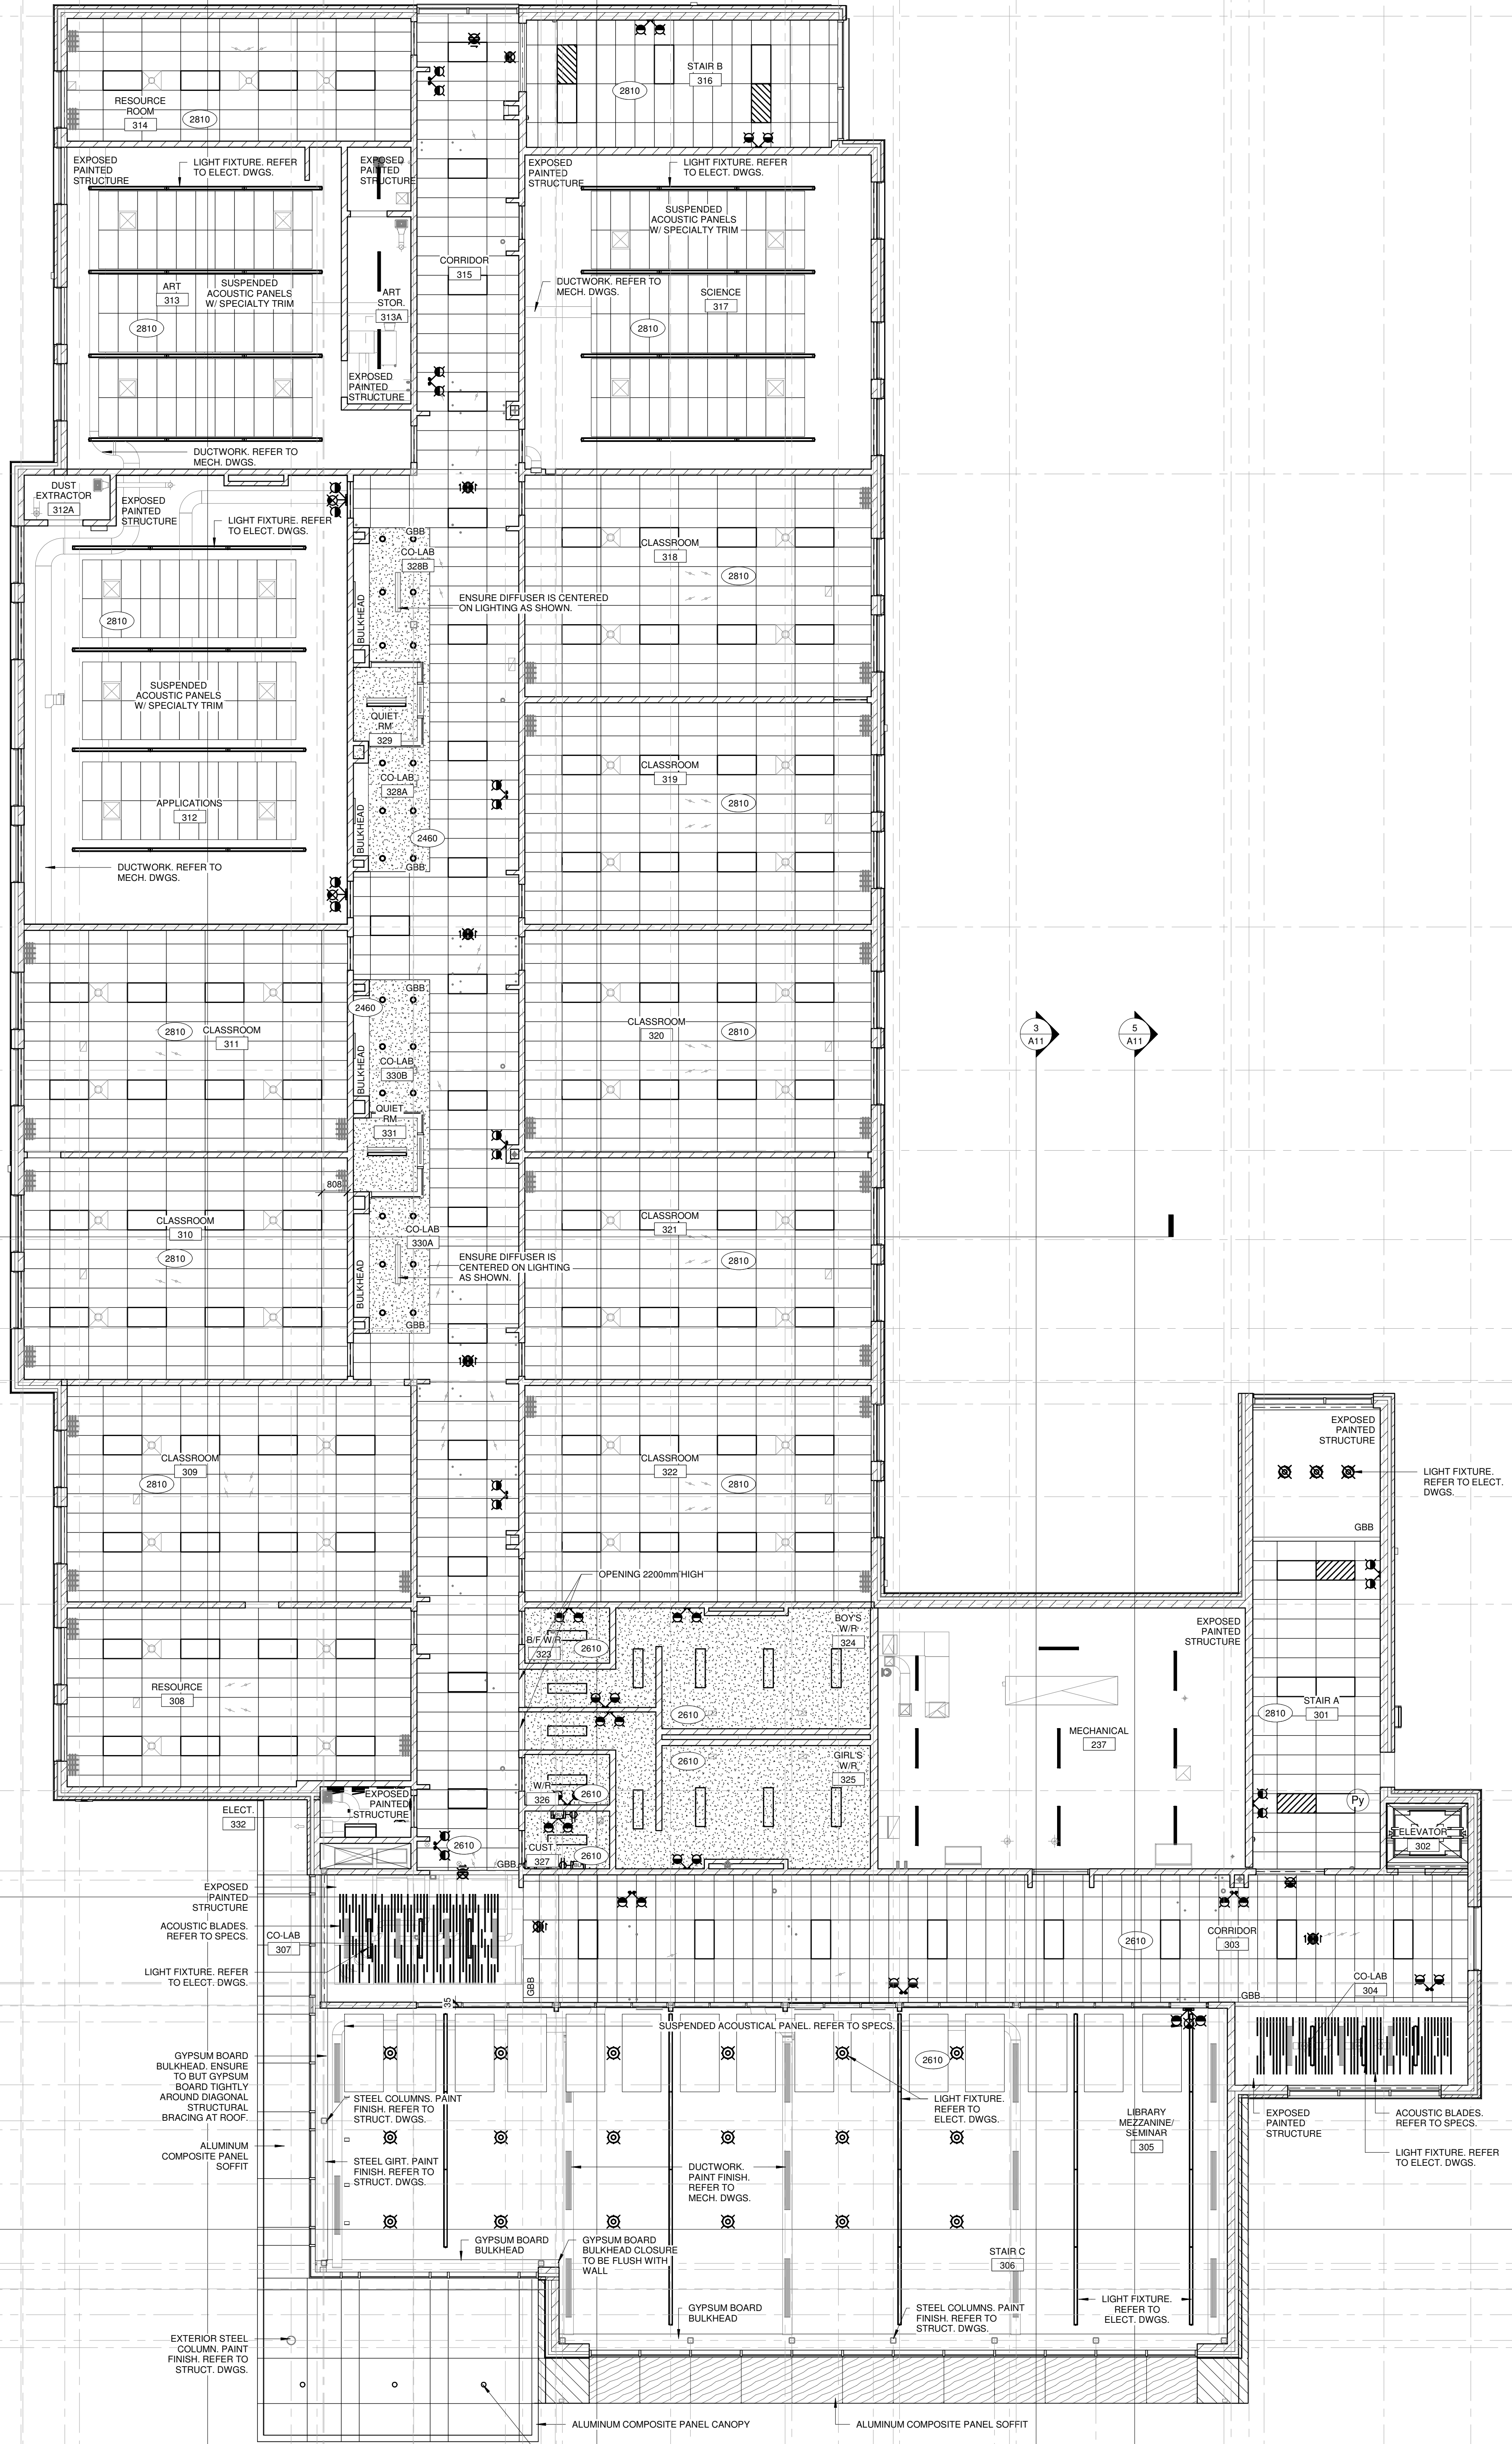 STAIR B
316
2810
RESOURCE
ROOM
314
2810
EXPOSED
PAINTED
STRUCTURE
LIGHT FIXTURE. REFER
TO ELECT. DWGS.
EXPOSED
PAINTED
STRUCTURE
EXPOSED
PAINTED
STRUCTURE
LIGHT FIXTURE. REFER
TO ELECT. DWGS.
SUSPENDED
ACOUSTIC PANELS
W/ SPECIALTY TRIM
CORRIDOR
315
ART
313
SUSPENDED
ACOUSTIC PANELS
W/ SPECIALTY TRIM
2810
ART
STOR.
313A
DUCTWORK. REFER TO
MECH. DWGS.
SCIENCE
317
2810
EXPOSED
PAINTED
STRUCTURE
DUCTWORK. REFER TO
MECH. DWGS.
DUST
EXTRACTOR
312A
EXPOSED
PAINTED
STRUCTURE
LIGHT FIXTURE. REFER
TO ELECT. DWGS.
GBB
CO-LAB
328B
CLASSROOM
318
2810
BULKHEAD
ENSURE DIFFUSER IS CENTERED
ON LIGHTING AS SHOWN.
2810
SUSPENDED
ACOUSTIC PANELS
W/ SPECIALTY TRIM
QUIET
RM
329
CO-LAB
328A
CLASSROOM
319
2810
APPLICATIONS
312
BULKHEAD
2460
GBB
DUCTWORK. REFER TO
MECH. DWGS.
GBB
2460
2810
CLASSROOM
311
CLASSROOM
320
2810
3
A11
5
A11
BULKHEAD
CO-LAB
330B
QUIET
RM
331
808
CLASSROOM
310
2810
CO-LAB
330A
CLASSROOM
321
2810
BULKHEAD
ENSURE DIFFUSER IS
CENTERED ON LIGHTING
AS SHOWN.
GBB
CLASSROOM
309
2810
CLASSROOM
322
2810
EXPOSED
PAINTED
STRUCTURE
LIGHT FIXTURE.
REFER TO ELECT.
DWGS.
GBB
OPENING 2200mm HIGH
B/F W/R
323
2610
BOY'S
W/R
324
2610
EXPOSED
PAINTED
STRUCTURE
RESOURCE
308
STAIR A
301
2810
MECHANICAL
237
2610
GIRL'S
W/R
325
W/R
326
2610
EXPOSED
PAINTED
STRUCTURE
Py
ELECT.
332
ELEVATOR
302
2610
GBB
CUST.
327
2610
EXPOSED
PAINTED
STRUCTURE
ACOUSTIC BLADES.
REFER TO SPECS.
CO-LAB
307
LIGHT FIXTURE. REFER
TO ELECT. DWGS.
GBB
35
2610
CORRIDOR
303
CO-LAB
304
GBB
SUSPENDED ACOUSTICAL PANEL. REFER TO SPECS.
2610
GYPSUM BOARD
BULKHEAD. ENSURE
TO BUT GYPSUM
BOARD TIGHTLY
AROUND DIAGONAL
STRUCTURAL
BRACING AT ROOF.
STEEL COLUMNS. PAINT
FINISH. REFER TO
STRUCT. DWGS.
LIGHT FIXTURE.
REFER TO
ELECT. DWGS.
LIBRARY
MEZZANINE/
SEMINAR
305
EXPOSED
PAINTED
STRUCTURE
ACOUSTIC BLADES.
REFER TO SPECS.
LIGHT FIXTURE. REFER
TO ELECT. DWGS.
ALUMINUM
COMPOSITE PANEL
SOFFIT
STEEL GIRT. PAINT
FINISH. REFER TO
STRUCT. DWGS.
DUCTWORK.
PAINT FINISH.
REFER TO
MECH. DWGS.
GYPSUM BOARD
BULKHEAD
GYPSUM BOARD
BULKHEAD CLOSURE
TO BE FLUSH WITH
WALL
STAIR C
306
GYPSUM BOARD
BULKHEAD
STEEL COLUMNS. PAINT
FINISH. REFER TO
STRUCT. DWGS.
LIGHT FIXTURE.
REFER TO
ELECT. DWGS.
EXTERIOR STEEL
COLUMN. PAINT
FINISH. REFER TO
STRUCT. DWGS.
ALUMINUM COMPOSITE PANEL CANOPY
ALUMINUM COMPOSITE PANEL SOFFIT